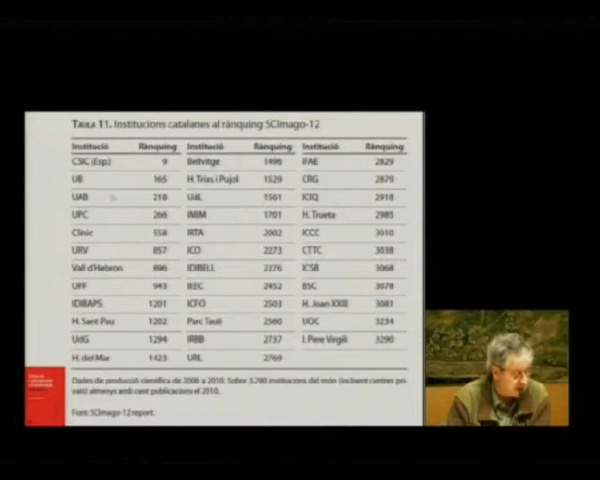 TAULA 11. Institucions catalanes al rànquing SCImago-12
Institució Rànquing Institució Rànquing Institució Rànquing
CSIC (Esp.) 9 Bellvitge 1496 IFAE 2829
UB 165 H. Trias i Pujol 1529 CRG 2879
UAB 218 UdL 1561 ICIQ 2918
UPC 266 IMIM 1701 H. Trueta 2985
Clínic 558 IRTA 2002 ICCC 3010
URV 857 ICO 2273 CTTC 3038
Vall d'Hebron 896 IDIBELL 2276 ICSB 3068
UPF 943 IEEC 2452 BSC 3078
IDIBAPS 1201 ICFO 2503 H. Joan XXIII 3081
H. Sant Pau 1202 Parc Taulí 2560 UOC 3234
UdG 1294 IRBB 2737 I. Pere Virgili 3290
H. del Mar 1423 URL 2769
Dades de producció científica de 2006 a 2010. Sobre 3.290 institucions del món (incloent centres pri-
vats) almenys amb cent publicacions el 2010.
Font: SCImago-12 report.